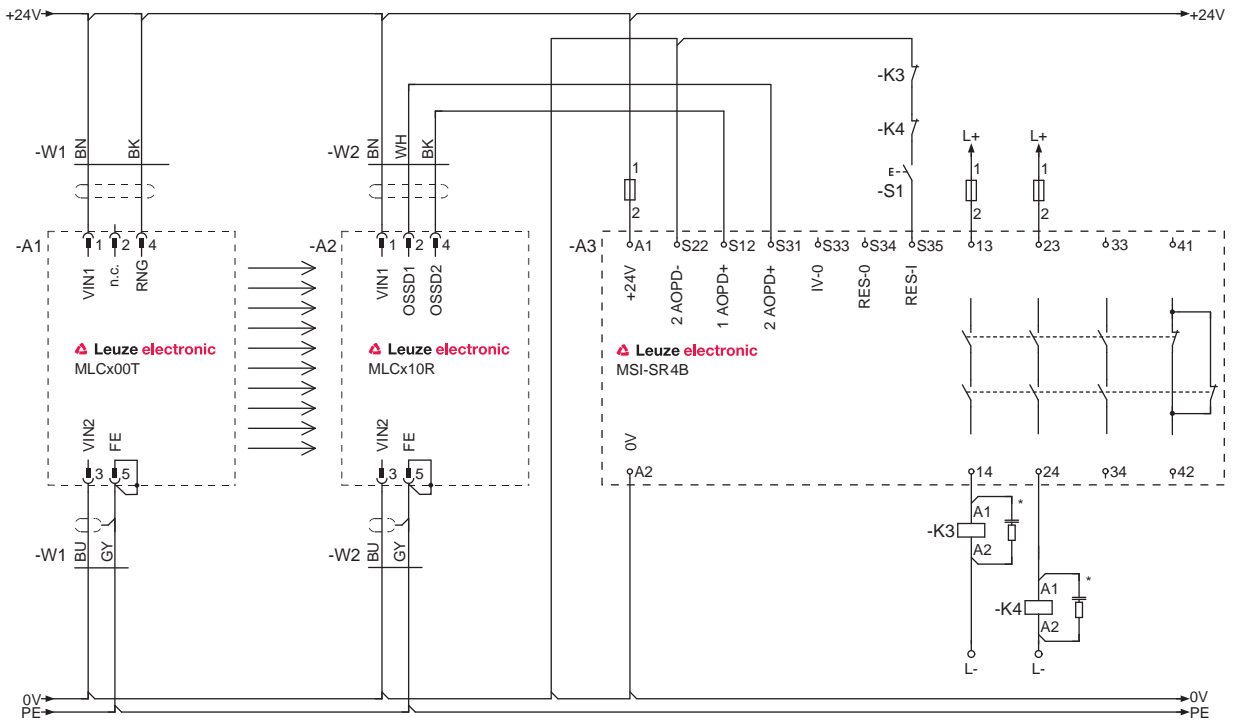 +24V +24V
-K3
-K4
L+ L+
-W1 BN BK -W2 BN WH BK
E-- -S1
1 1 1
2 2 2
-A1 1 2 4 -A2 1 2 4 -A3 A1 S22 S12 S31 S33 S34 S35 13 23 33 41
VIN1 n.c. RNG VIN1 OSSD1 OSSD2 +24V 2 AOPD- 1 AOPD+ 2 AOPD+ IV-0 RES-0 RES-I
Leuze electronic Leuze electronic Leuze electronic
MLCx00T MLCx10R MSI-SR4B
VIN2 FE VIN2 FE 0V
3 5 3 5 A2 14 24 34 42
-K3 A1 *
A2
-W1 BU GY -W2 BU GY
-K4 A1 *
A2
L- L-
0V 0V
PE PE